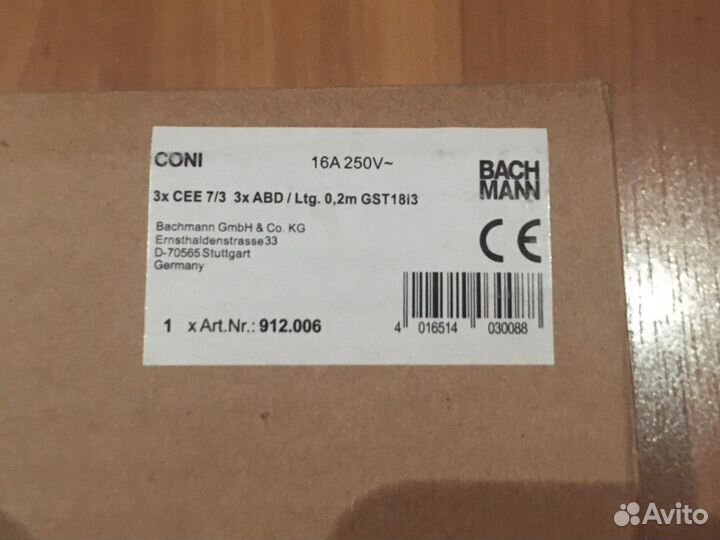 CONI
16A 250V~
BACH
MANN
3x CEE 7/3 3x ABD / Ltg. 0,2m GST18i3
Bachmann GmbH & Co. KG
Ernsthaldenstrasse33
D-70565 Stuttgart
Germany
CE
1 x Art.Nr.: 912.006
4 016514 030088
Avito